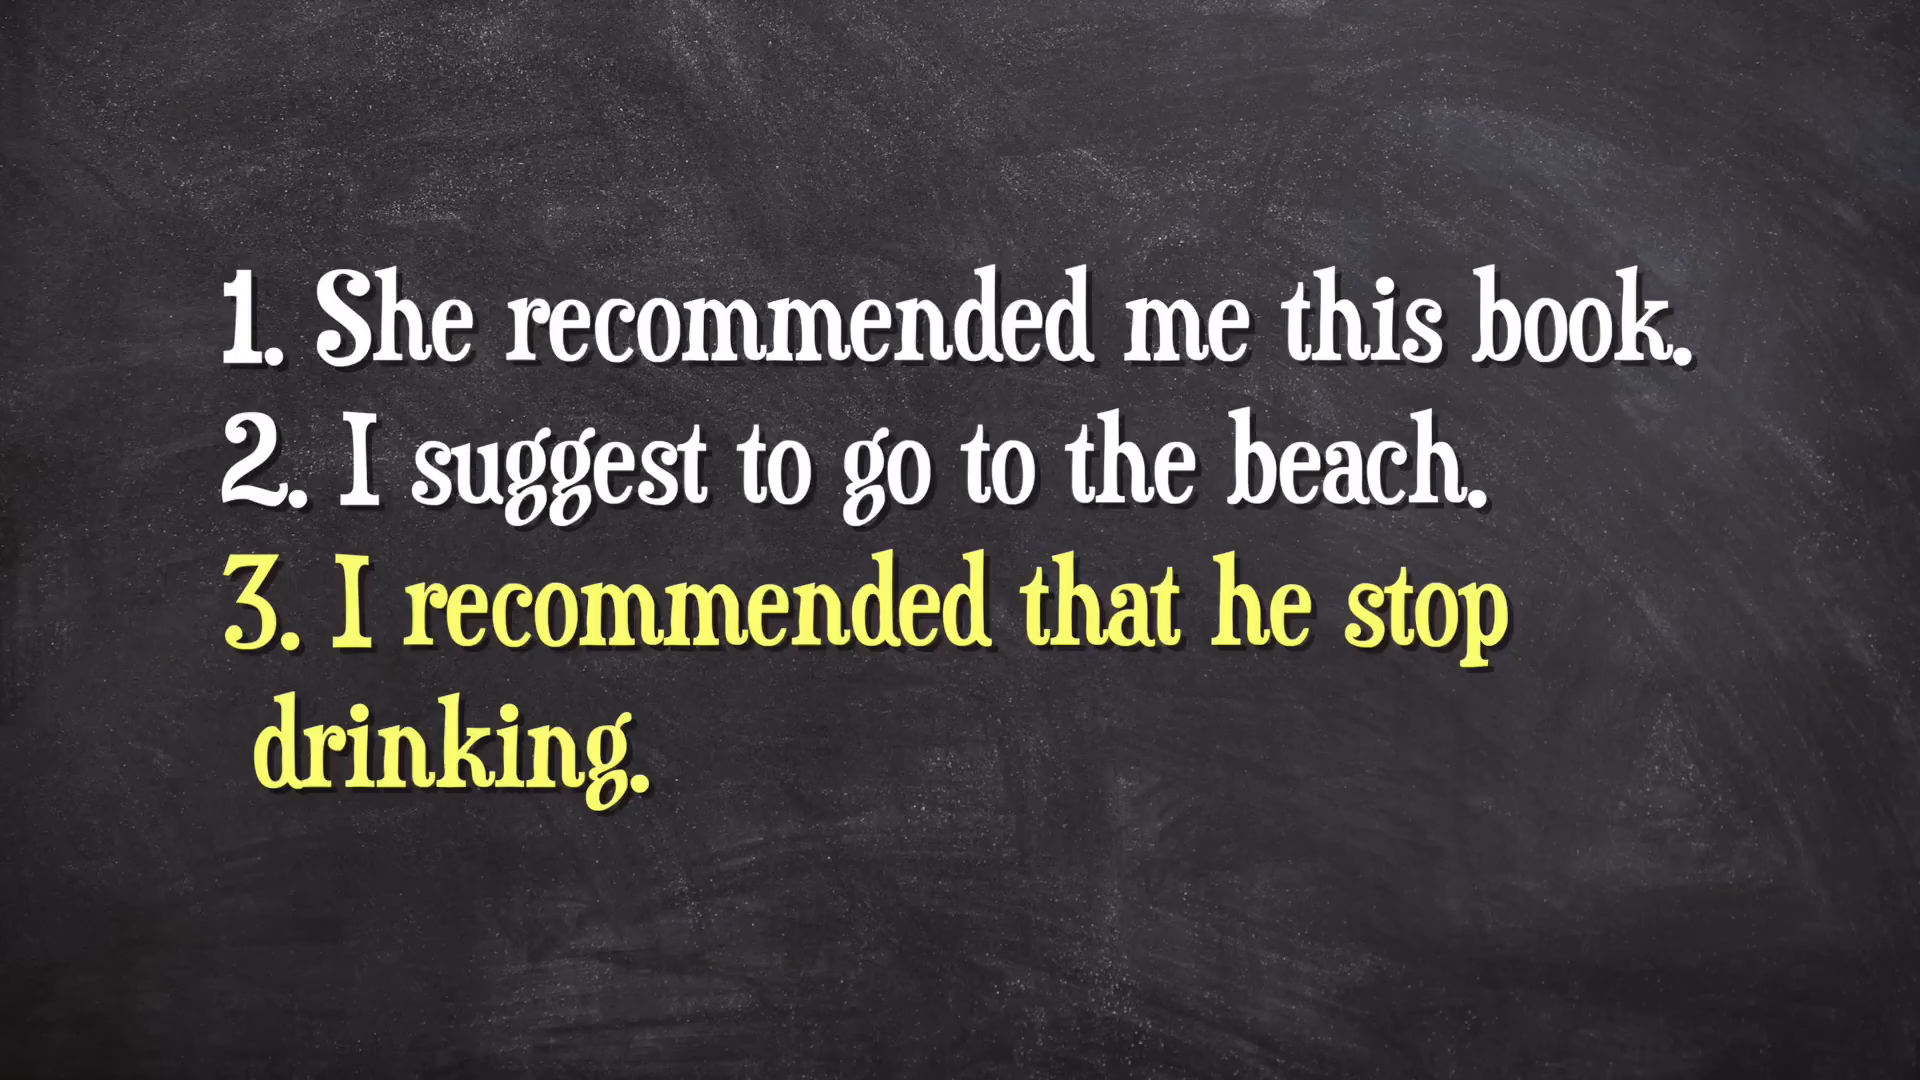 1. She recommended me this book.
2. I suggest to go to the beach.
3. I recommended that he stop
drinking.